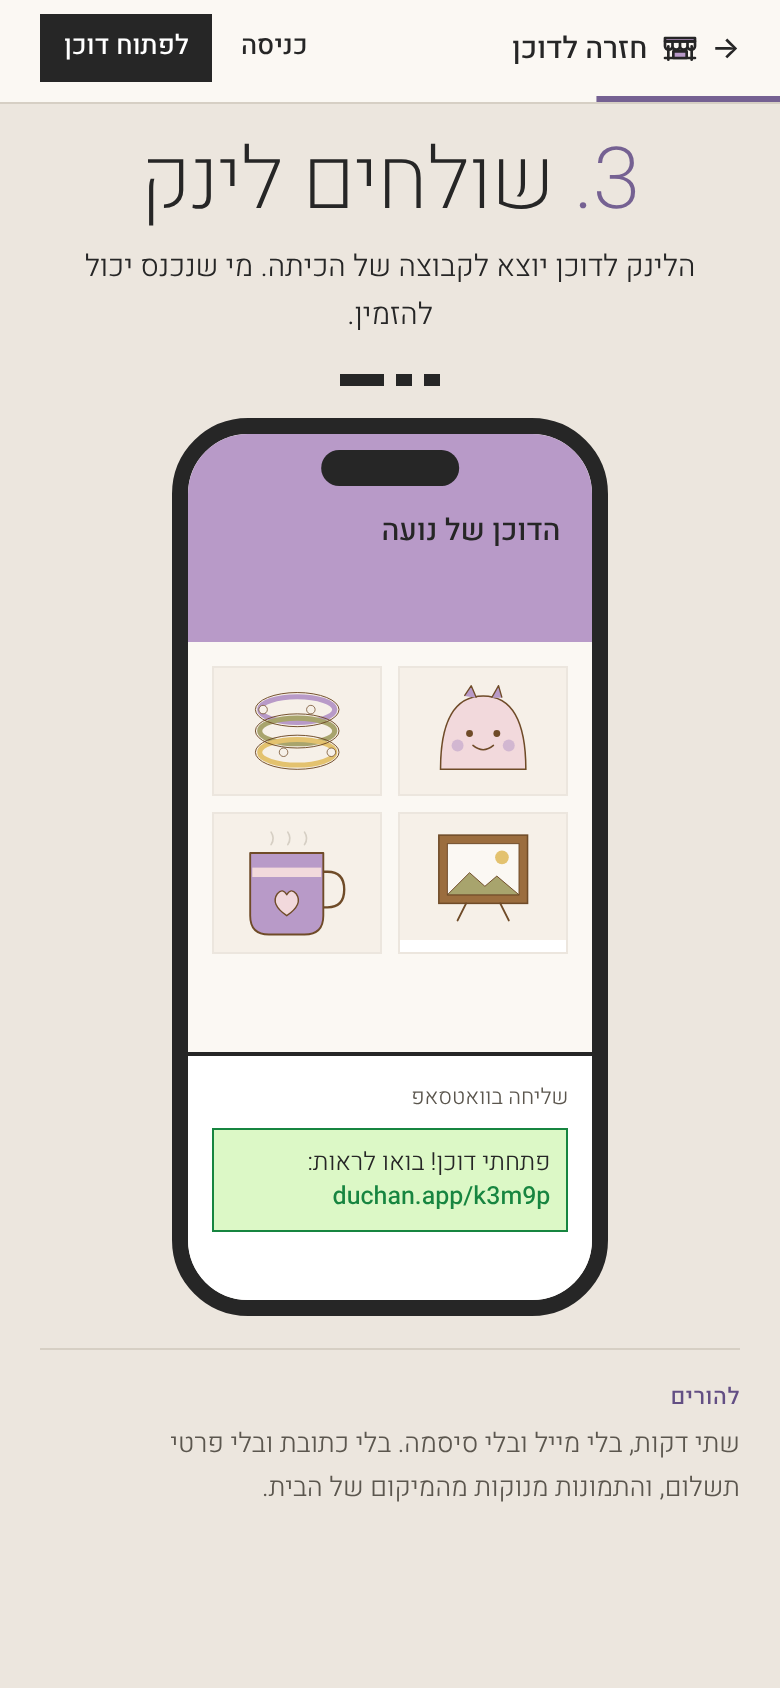 חזרה לדוכן
כניסה
לפתוח דוכן
3. שולחים לינק
הלינק לדוכן יוצא לקבוצה של הכיתה. מי שנכנס יכול
להזמין.
הדוכן של נועה
שליחה בוואטסאפ
פתחתי דוכן! בואו לראות:
duchan.app/k3m9p
להורים
שתי דקות, בלי מייל ובלי סיסמה. בלי כתובת ובלי פרטי
תשלום, והתמונות מנוקות מהמיקום של הבית.